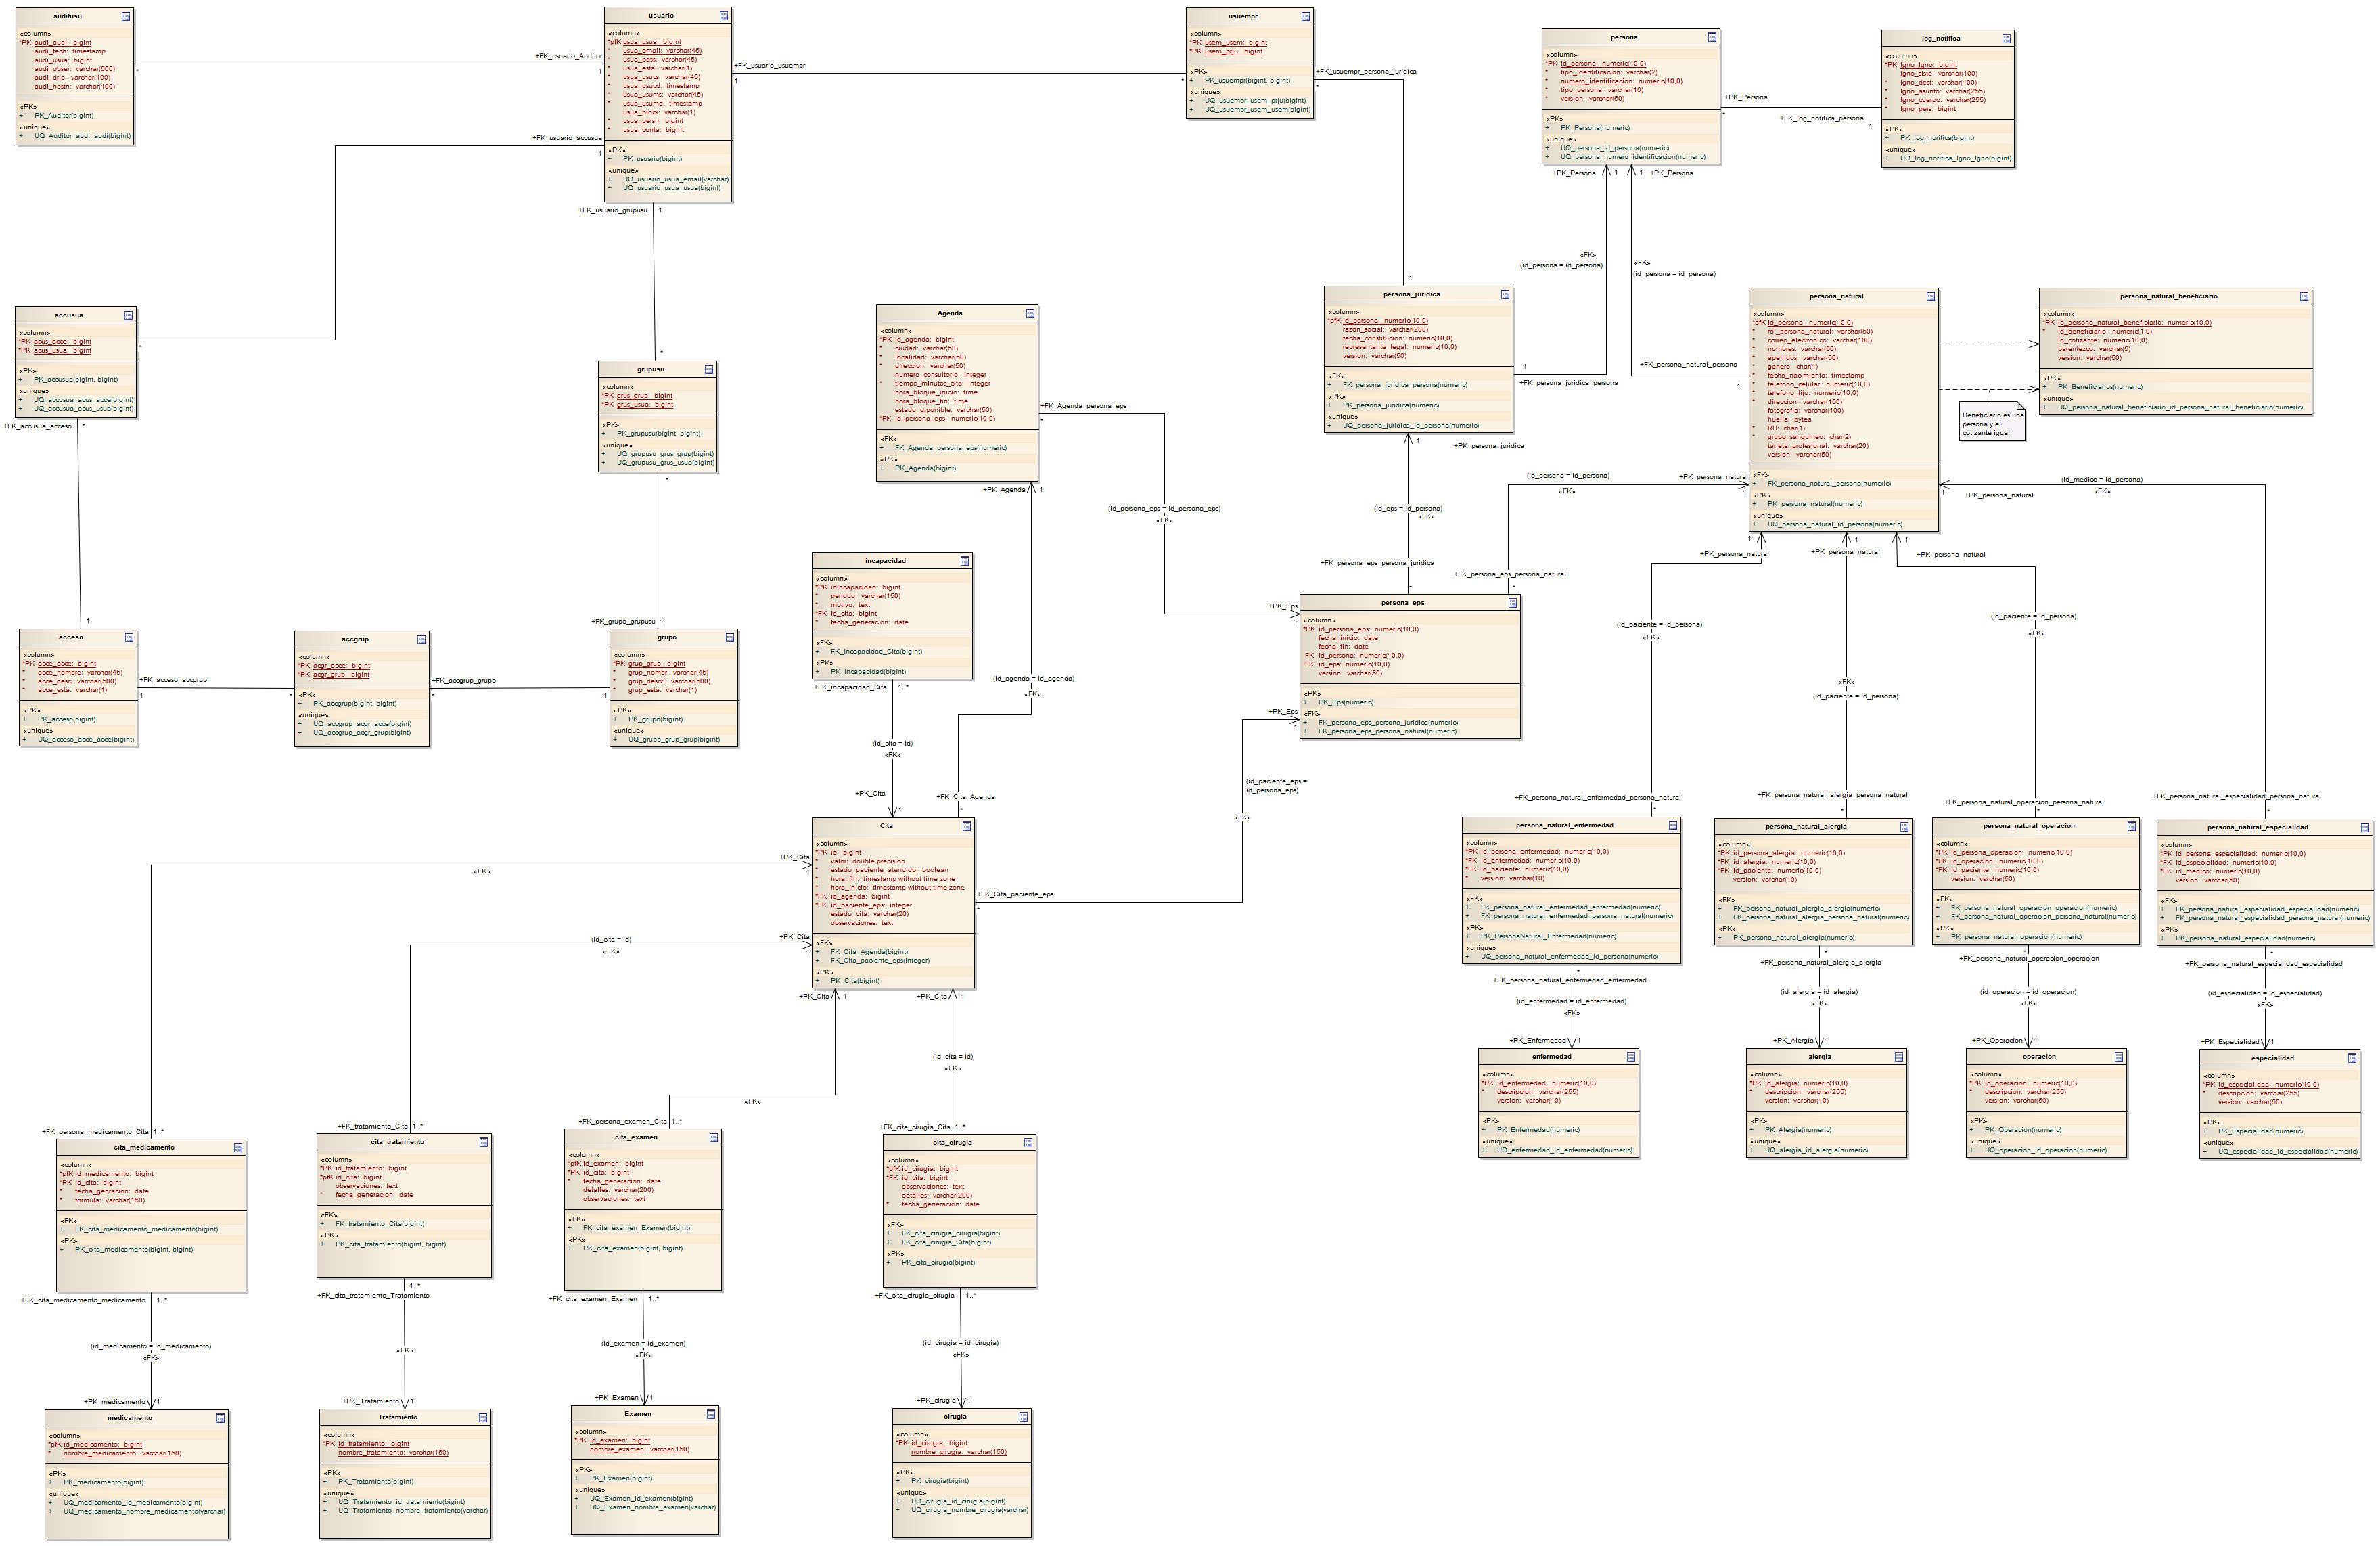 auditusu
«column»
*PK audi_audi: bigint
audi_fech: timestamp
audi_usua: bigint
audi_obser: varchar(500)
audi_drip: varchar(100)
audi_hostn: varchar(100)
«PK»
+ PK_Auditor(bigint)
«unique»
+ UQ_Auditor_audi_audi(bigint)
+FK_usuario_Auditor
*
1
usuario
«column»
*pfK usua_usua: bigint
* usua_email: varchar(45)
* usua_pass: varchar(45)
* usua_esta: varchar(1)
* usua_usucs: varchar(45)
* usua_usucd: timestamp
* usua_usums: varchar(45)
* usua_usumd: timestamp
* usua_block: varchar(1)
* usua_persn: bigint
* usua_conta: bigint
«PK»
+ PK_usuario(bigint)
«unique»
+ UQ_usuario_usua_email(varchar)
+ UQ_usuario_usua_usua(bigint)
+FK_usuario_accusua
1
+FK_usuario_grupusu
1
+FK_usuario_usuempr
1
*
usuempr
«column»
*PK usem_usem: bigint
*PK usem_prju: bigint
«PK»
+ PK_usuempr(bigint, bigint)
«unique»
+ UQ_usuempr_usem_prju(bigint)
+ UQ_usuempr_usem_usem(bigint)
+FK_usuempr_persona_juridica
*
1
persona
«column»
*PK id_persona: numeric(10,0)
* tipo_identificacion: varchar(2)
* numero_identificacion: numeric(10,0)
* tipo_persona: varchar(10)
* version: varchar(50)
«PK»
+ PK_Persona(numeric)
«unique»
+ UQ_persona_id_persona(numeric)
+ UQ_persona_numero_identificacion(numeric)
+PK_Persona
*
+FK_log_notifica_persona
1
log_notifica
«column»
*PK lgno_lgno: bigint
lgno_siste: varchar(100)
lgno_dest: varchar(100)
lgno_asunto: varchar(255)
lgno_cuerpo: varchar(255)
lgno_pers: bigint
«PK»
+ PK_log_norifica(bigint)
«unique»
+ UQ_log_norifica_lgno_lgno(bigint)
+PK_Persona
1
1
+PK_Persona
«FK»
(id_persona = id_persona)
«FK»
(id_persona = id_persona)
accusua
«column»
*PK acus_acce: bigint
*PK acus_usua: bigint
«PK»
+ PK_accusua(bigint, bigint)
«unique»
+ UQ_accusua_acus_acce(bigint)
+ UQ_accusua_acus_usua(bigint)
*
+FK_accusua_acceso
*
1
grupusu
«column»
*PK grus_grup: bigint
*PK grus_usua: bigint
«PK»
+ PK_grupusu(bigint, bigint)
«unique»
+ UQ_grupusu_grus_grup(bigint)
+ UQ_grupusu_grus_usua(bigint)
*
*
+FK_grupo_grupusu
1
Agenda
«column»
*PK id_agenda: bigint
* ciudad: varchar(50)
* localidad: varchar(50)
* direccion: varchar(50)
numero_consultorio: integer
* tiempo_minutos_cita: integer
hora_bloque_inicio: time
hora_bloque_fin: time
estado_diponible: varchar(50)
*FK id_persona_eps: numeric(10,0)
«FK»
+ FK_Agenda_persona_eps(numeric)
«PK»
+ PK_Agenda(bigint)
+FK_Agenda_persona_eps
*
+PK_Agenda
1
(id_persona_eps = id_persona_eps)
«FK»
persona_juridica
«column»
*pfK id_persona: numeric(10,0)
razon_social: varchar(200)
fecha_constitucion: numeric(10,0)
representante_legal: numeric(10,0)
version: varchar(50)
«FK»
+ FK_persona_juridica_persona(numeric)
«PK»
+ PK_persona_juridica(numeric)
«unique»
+ UQ_persona_juridica_id_persona(numeric)
1
+FK_persona_juridica_persona
1
+PK_persona_juridica
(id_eps = id_persona)
«FK»
+FK_persona_eps_persona_juridica
*
+FK_persona_natural_persona
1
persona_natural
«column»
*pfK id_persona: numeric(10,0)
* rol_persona_natural: varchar(50)
* correo_electronico: varchar(100)
* nombres: varchar(50)
* apellidos: varchar(50)
* genero: char(1)
* fecha_nacimiento: timestamp
* telefono_celular: numeric(10,0)
* telefono_fijo: numeric(10,0)
* direccion: varchar(150)
fotografia: varchar(100)
huella: bytea
* RH: char(1)
* grupo_sanguineo: char(2)
tarjeta_profesional: varchar(20)
version: varchar(50)
«FK»
+ FK_persona_natural_persona(numeric)
«PK»
+ PK_persona_natural(numeric)
«unique»
+ UQ_persona_natural_id_persona(numeric)
persona_natural_beneficiario
«column»
*PK id_persona_natural_beneficiario: numeric(10,0)
* id_beneficiario: numeric(1,0)
id_cotizante: numeric(10,0)
parentezco: varchar(5)
version: varchar(50)
«PK»
+ PK_Beneficiarios(numeric)
«unique»
+ UQ_persona_natural_beneficiario_id_persona_natural_beneficiario(numeric)
Beneficiario es una
persona y el
cotizante igual
(id_persona = id_persona)
«FK»
+PK_persona_natural
1
+FK_persona_eps_persona_natural
*
1
+PK_persona_natural
(id_medico = id_persona)
«FK»
1
+PK_persona_natural
+PK_persona_natural
1
1
+PK_persona_natural
incapacidad
«column»
*PK idincapacidad: bigint
* periodo: varchar(150)
* motivo: text
*FK id_cita: bigint
* fecha_generacion: date
«FK»
+ FK_incapacidad_Cita(bigint)
«PK»
+ PK_incapacidad(bigint)
+FK_incapacidad_Cita
1..*
(id_cita = id)
«FK»
+PK_Cita
1
(id_agenda = id_agenda)
«FK»
+FK_Cita_Agenda
*
persona_eps
«column»
*PK id_persona_eps: numeric(10,0)
fecha_inicio: date
fecha_fin: date
FK id_persona: numeric(10,0)
FK id_eps: numeric(10,0)
version: varchar(50)
«PK»
+ PK_Eps(numeric)
«FK»
+ FK_persona_eps_persona_juridica(numeric)
+ FK_persona_eps_persona_natural(numeric)
+PK_Eps
1
+PK_Eps
1
(id_paciente_eps =
id_persona_eps)
«FK»
acceso
«column»
*PK acce_acce: bigint
* acce_nombre: varchar(45)
* acce_desc: varchar(500)
* acce_esta: varchar(1)
«PK»
+ PK_acceso(bigint)
«unique»
+ UQ_acceso_acce_acce(bigint)
+FK_acceso_accgrup
1
*
accgrup
«column»
*PK acgr_acce: bigint
*PK acgr_grup: bigint
«PK»
+ PK_accgrup(bigint, bigint)
«unique»
+ UQ_accgrup_acgr_acce(bigint)
+ UQ_accgrup_acgr_grup(bigint)
+FK_accgrup_grupo
*
1
grupo
«column»
*PK grup_grup: bigint
* grup_nombr: varchar(45)
* grup_descri: varchar(500)
* grup_esta: varchar(1)
«PK»
+ PK_grupo(bigint)
«unique»
+ UQ_grupo_grup_grup(bigint)
(id_paciente = id_persona)
«FK»
«FK»
(id_paciente = id_persona)
(id_paciente = id_persona)
«FK»
+FK_persona_natural_enfermedad_persona_natural
*
+FK_persona_natural_alergia_persona_natural
*
+FK_persona_natural_operacion_persona_natural
*
+FK_persona_natural_especialidad_persona_natural
*
Cita
«column»
*PK id: bigint
* valor: double precision
* estado_paciente_atendido: boolean
* hora_fin: timestamp without time zone
* hora_inicio: timestamp without time zone
*FK id_agenda: bigint
*FK id_paciente_eps: integer
estado_cita: varchar(20)
observaciones: text
«FK»
+ FK_Cita_Agenda(bigint)
+ FK_Cita_paciente_eps(integer)
«PK»
+ PK_Cita(bigint)
+PK_Cita
1
«FK»
+PK_Cita
1
(id_cita = id)
«FK»
+FK_Cita_paciente_eps
*
+PK_Cita
1
+PK_Cita
1
(id_cita = id)
«FK»
«FK»
persona_natural_enfermedad
«column»
*PK id_persona_enfermedad: numeric(10,0)
*FK id_enfermedad: numeric(10,0)
*FK id_paciente: numeric(10,0)
* version: varchar(10)
«FK»
+ FK_persona_natural_enfermedad_enfermedad(numeric)
+ FK_persona_natural_enfermedad_persona_natural(numeric)
«PK»
+ PK_PersonaNatural_Enfermedad(numeric)
«unique»
+ UQ_persona_natural_enfermedad_id_persona(numeric)
*
+FK_persona_natural_enfermedad_enfermedad
(id_enfermedad = id_enfermedad)
«FK»
+PK_Enfermedad
1
persona_natural_alergia
«column»
*PK id_persona_alergia: numeric(10,0)
*FK id_alergia: numeric(10,0)
*FK id_paciente: numeric(10,0)
version: varchar(10)
«FK»
+ FK_persona_natural_alergia_alergia(numeric)
+ FK_persona_natural_alergia_persona_natural(numeric)
«PK»
+ PK_persona_natural_alergia(numeric)
*
+FK_persona_natural_alergia_alergia
(id_alergia = id_alergia)
«FK»
+PK_Alergia
1
persona_natural_operacion
«column»
*PK id_persona_operacion: numeric(10,0)
*FK id_operacion: numeric(10,0)
*FK id_paciente: numeric(10,0)
version: varchar(50)
«FK»
+ FK_persona_natural_operacion_operacion(numeric)
+ FK_persona_natural_operacion_persona_natural(numeric)
«PK»
+ PK_persona_natural_operacion(numeric)
*
+FK_persona_natural_operacion_operacion
(id_operacion = id_operacion)
«FK»
+PK_Operacion
1
persona_natural_especialidad
«column»
*PK id_persona_especialidad: numeric(10,0)
*FK id_especialidad: numeric(10,0)
*FK id_medico: numeric(10,0)
version: varchar(50)
«FK»
+ FK_persona_natural_especialidad_especialidad(numeric)
+ FK_persona_natural_especialidad_persona_natural(numeric)
«PK»
+ PK_persona_natural_especialidad(numeric)
*
+FK_persona_natural_especialidad_especialidad
(id_especialidad = id_especialidad)
«FK»
+PK_Especialidad
1
enfermedad
«column»
*PK id_enfermedad: numeric(10,0)
* descripcion: varchar(255)
version: varchar(10)
«PK»
+ PK_Enfermedad(numeric)
«unique»
+ UQ_enfermedad_id_enfermedad(numeric)
alergia
«column»
*PK id_alergia: numeric(10,0)
* descripcion: varchar(255)
version: varchar(10)
«PK»
+ PK_Alergia(numeric)
«unique»
+ UQ_alergia_id_alergia(numeric)
operacion
«column»
*PK id_operacion: numeric(10,0)
* descripcion: varchar(255)
version: varchar(50)
«PK»
+ PK_Operacion(numeric)
«unique»
+ UQ_operacion_id_operacion(numeric)
especialidad
«column»
*PK id_especialidad: numeric(10,0)
* descripcion: varchar(255)
version: varchar(50)
«PK»
+ PK_Especialidad(numeric)
«unique»
+ UQ_especialidad_id_especialidad(numeric)
+FK_persona_medicamento_Cita
1..*
cita_medicamento
«column»
*pfK id_medicamento: bigint
*PK id_cita: bigint
* fecha_genracion: date
* formula: varchar(150)
«FK»
+ FK_cita_medicamento_medicamento(bigint)
«PK»
+ PK_cita_medicamento(bigint, bigint)
+FK_cita_medicamento_medicamento
1..*
(id_medicamento = id_medicamento)
«FK»
+PK_medicamento
1
+FK_tratamiento_Cita
1..*
cita_tratamiento
«column»
*PK id_tratamiento: bigint
*pfK id_cita: bigint
observaciones: text
* fecha_generacion: date
«FK»
+ FK_tratamiento_Cita(bigint)
«PK»
+ PK_cita_tratamiento(bigint, bigint)
1..*
+FK_cita_tratamiento_Tratamiento
«FK»
+PK_Tratamiento
1
+FK_persona_examen_Cita
1..*
cita_examen
«column»
*pfK id_examen: bigint
*PK id_cita: bigint
* fecha_generacion: date
detalles: varchar(200)
observaciones: text
«FK»
+ FK_cita_examen_Examen(bigint)
«PK»
+ PK_cita_examen(bigint, bigint)
+FK_cita_examen_Examen
1..*
(id_examen = id_examen)
«FK»
+PK_Examen
1
+FK_cita_cirugia_Cita
1..*
cita_cirugia
«column»
*pfK id_cirugia: bigint
*FK id_cita: bigint
observaciones: text
detalles: varchar(200)
* fecha_generacion: date
«FK»
+ FK_cita_cirugia_cirugia(bigint)
+ FK_cita_cirugia_Cita(bigint)
«PK»
+ PK_cita_cirugia(bigint)
+FK_cita_cirugia_cirugia
1..*
(id_cirugia = id_cirugia)
«FK»
+PK_cirugia
1
medicamento
«column»
*pfK id_medicamento: bigint
* nombre_medicamento: varchar(150)
«PK»
+ PK_medicamento(bigint)
«unique»
+ UQ_medicamento_id_medicamento(bigint)
+ UQ_medicamento_nombre_medicamento(varchar)
Tratamiento
«column»
*PK id_tratamiento: bigint
nombre_tratamiento: varchar(150)
«PK»
+ PK_Tratamiento(bigint)
«unique»
+ UQ_Tratamiento_id_tratamiento(bigint)
+ UQ_Tratamiento_nombre_tratamiento(varchar)
Examen
«column»
*PK id_examen: bigint
nombre_examen: varchar(150)
«PK»
+ PK_Examen(bigint)
«unique»
+ UQ_Examen_id_examen(bigint)
+ UQ_Examen_nombre_examen(varchar)
cirugia
«column»
*PK id_cirugia: bigint
nombre_cirugia: varchar(150)
«PK»
+ PK_cirugia(bigint)
«unique»
+ UQ_cirugia_id_cirugia(bigint)
+ UQ_cirugia_nombre_cirugia(varchar)